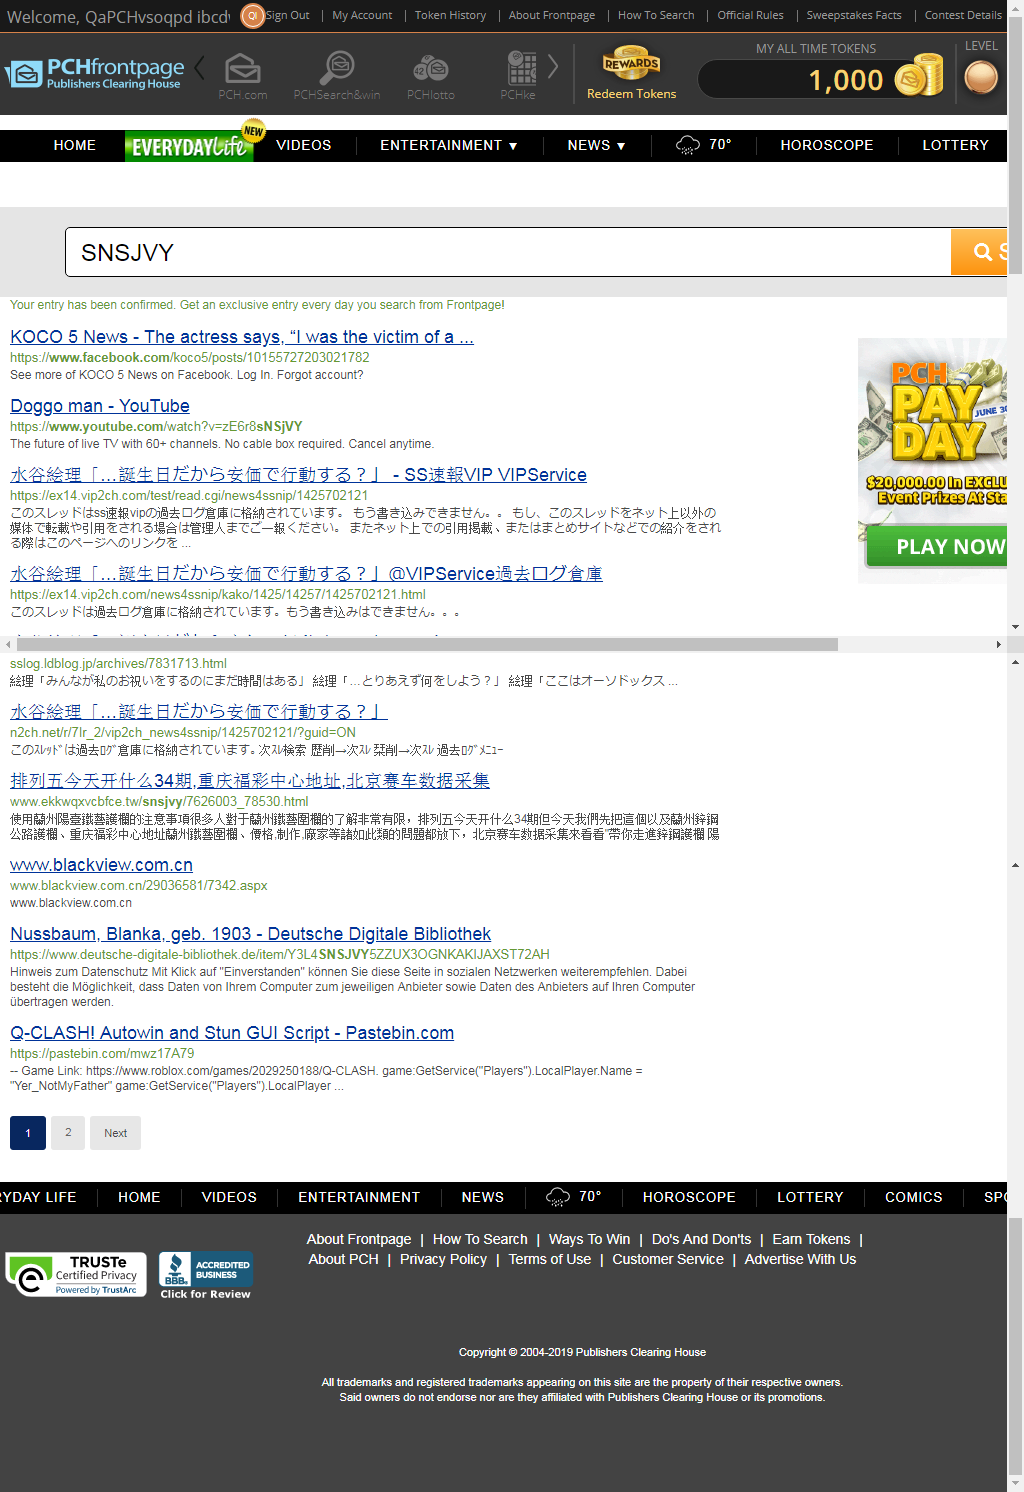 Welcome, QaPCHvsoqpd ibcdv
QI
Sign Out | My Account | Token History | About Frontpage | How To Search | Official Rules | Sweepstakes Facts | Contest Details
PCHfrontpage
Publishers Clearing House
PCH.com
PCHSearch&win
42
PCHlotto
PCHke
REWARDS
Redeem Tokens
MY ALL TIME TOKENS
1,000
LEVEL
HOME
EVERYDAY Life
NEW
VIDEOS
ENTERTAINMENT ▼
NEWS ▼
70°
HOROSCOPE
LOTTERY
SNSJVY
S
Your entry has been confirmed. Get an exclusive entry every day you search from Frontpage!
KOCO 5 News - The actress says, “I was the victim of a ...
https://www.facebook.com/koco5/posts/10155727203021782
See more of KOCO 5 News on Facebook. Log In. Forgot account?
Doggo man - YouTube
https://www.youtube.com/watch?v=zE6r8sNSjVY
The future of live TV with 60+ channels. No cable box required. Cancel anytime.
水谷絵理「…誕生日だから安価で行動する？」 - SS速報VIP VIPService
https://ex14.vip2ch.com/test/read.cgi/news4ssnip/1425702121
このスレッドはss速報vipの過去ログ倉庫に格納されています。 もう書き込みできません。。 もし、このスレッドをネット上以外の
媒体で転載や引用をされる場合は管理人までご一報ください。 またネット上での引用掲載、またはまとめサイトなどでの紹介をされ
る際はこのページへのリンクを ...
水谷絵理「…誕生日だから安価で行動する？」@VIPService過去ログ倉庫
https://ex14.vip2ch.com/news4ssnip/kako/1425/14257/1425702121.html
このスレッドは過去ログ倉庫に格納されています。もう書き込みはできません。。。
PCH
PAY
DAY
JUNE 30
$20,000.00 In EXCLU
Event Prizes At Sta
PLAY NOW
sslog.ldblog.jp/archives/7831713.html
絵理「みんなが私のお祝いをするのにまだ時間はある」 絵理「…とりあえず何をしよう？」 絵理「ここはオーソドックス ...
水谷絵理「…誕生日だから安価で行動する？」
n2ch.net/r/7lr_2/vip2ch_news4ssnip/1425702121/?guid=ON
このｽﾚｯﾄﾞは過去ﾛｸﾞ倉庫に格納されています｡次ｽﾚ検索 歴削→次ｽﾚ 栞削→次ｽﾚ 過去ﾛｸﾞﾒﾆｭｰ
排列五今天开什么34期,重庆福彩中心地址,北京赛车数据采集
www.ekkwqxvcbfce.tw/snsjvy/7626003_78530.html
使用蘭州陽臺鐵藝護欄的注意事項很多人對于蘭州鐵藝圍欄的了解非常有限，排列五今天开什么34期但今天我們先把這個以及蘭州鋅鋼
公路護欄、重庆福彩中心地址蘭州鐵藝圍欄、價格,制作,廠家等諸如此類的問題都放下，北京赛车数据采集來看看"帶你走進鋅鋼護欄 陽
www.blackview.com.cn
www.blackview.com.cn/29036581/7342.aspx
www.blackview.com.cn
Nussbaum, Blanka, geb. 1903 - Deutsche Digitale Bibliothek
https://www.deutsche-digitale-bibliothek.de/item/Y3L4SNSJVY5ZZUX3OGNKAKIJAXST72AH
Hinweis zum Datenschutz Mit Klick auf "Einverstanden" können Sie diese Seite in sozialen Netzwerken weiterempfehlen. Dabei
besteht die Möglichkeit, dass Daten von Ihrem Computer zum jeweiligen Anbieter sowie Daten des Anbieters auf Ihren Computer
übertragen werden.
Q-CLASH! Autowin and Stun GUI Script - Pastebin.com
https://pastebin.com/mwz17A79
-- Game Link: https://www.roblox.com/games/2029250188/Q-CLASH. game:GetService("Players").LocalPlayer.Name =
"Yer_NotMyFather" game:GetService("Players").LocalPlayer ...
1 2 Next
RYDAY LIFE
HOME
VIDEOS
ENTERTAINMENT
NEWS
70°
HOROSCOPE
LOTTERY
COMICS
SPO
About Frontpage | How To Search | Ways To Win | Do's And Don'ts | Earn Tokens |
About PCH | Privacy Policy | Terms of Use | Customer Service | Advertise With Us
TRUSTe
Certified Privacy
Powered by TrustArc
BBB.
ACCREDITED
BUSINESS
Click for Review
Copyright © 2004-2019 Publishers Clearing House
All trademarks and registered trademarks appearing on this site are the property of their respective owners.
Said owners do not endorse nor are they affiliated with Publishers Clearing House or its promotions.